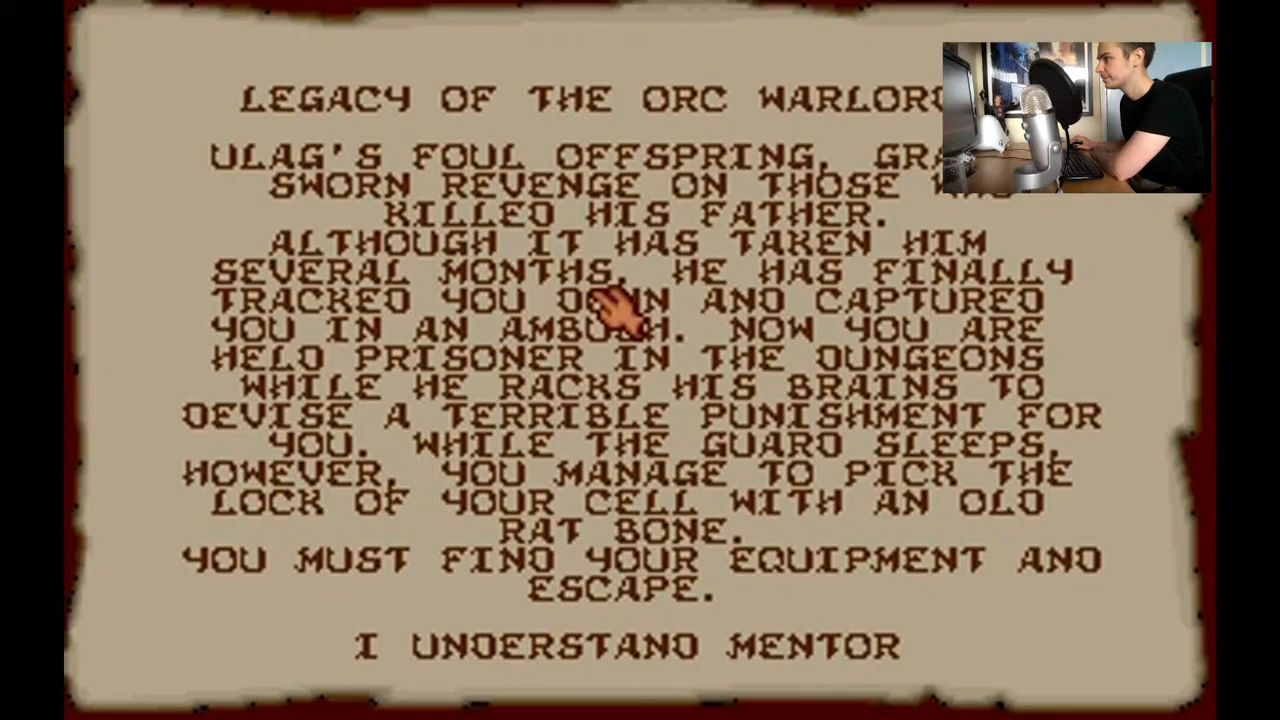 LEGACY OF THE ORC
ULAG'S FOUL OFFSPRING,
SWORN REVENGE ON THOSE
KILLED HIS FATHER.
ALTHOUGH IT HAS TAKEN HIM
SEVERAL MONTHS, HE HAS FINALLY
TRACKED YOU DOWN AND CAPTURED
YOU IN AN AMBUSH. NOW YOU ARE
HELD PRISONER IN THE DUNGEONS
WHILE HE RACKS HIS BRAINS TO
DEVISE A TERRIBLE PUNISHMENT FOR
YOU. WHILE THE GUARD SLEEPS,
HOWEVER, YOU MANAGE TO PICK THE
LOCK OF YOUR CELL WITH AN OLD
RAT BONE.
YOU MUST FIND YOUR EQUIPMENT AND
ESCAPE.
I UNDERSTAND MENTOR